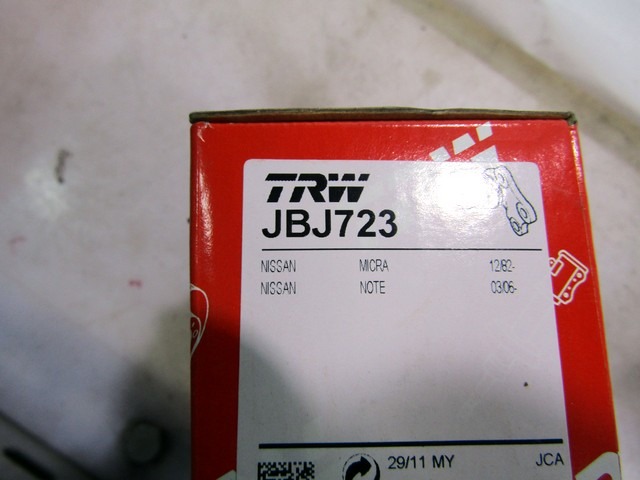 TRW
JBJ723
NISSAN MICRA 12/82-
NISSAN NOTE 03/06-
29/11 MY JCA